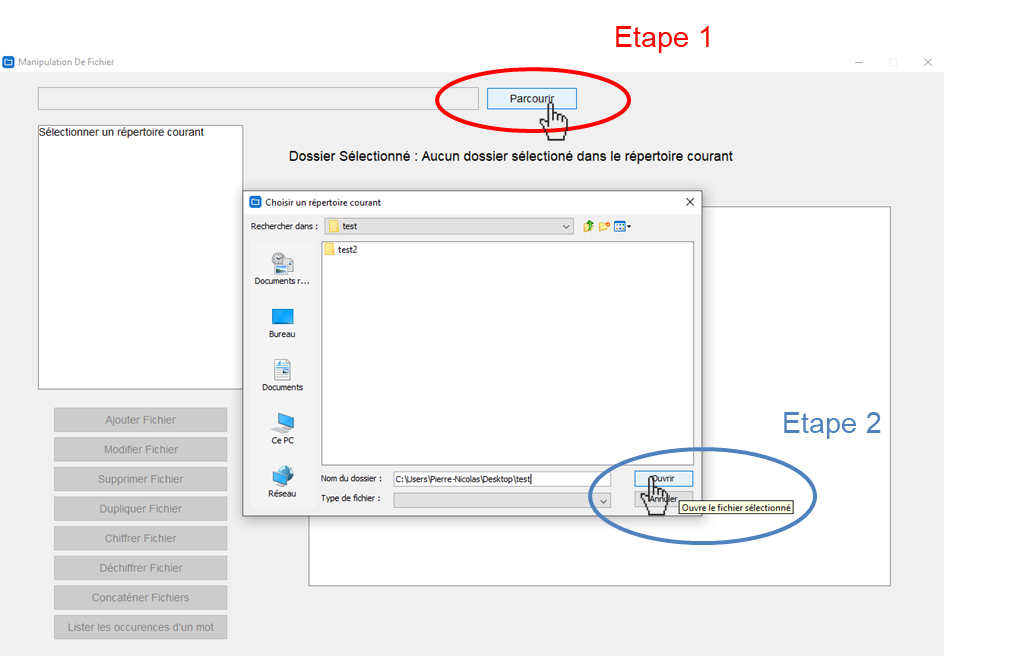 Etape 1
Manipulation De Fichier
Parcourir
Sélectionner un répertoire courant
Dossier Sélectionné : Aucun dossier sélectioné dans le répertoire courant
Choisir un répertoire courant
Rechercher dans :
test
test2
Documents r...
Bureau
Documents
Ce PC
Réseau
Nom du dossier :
C:\Users\Pierre-Nicolas\Desktop\test
Ouvrir
Type de fichier :
Annuler
Ouvre le fichier sélectionné
Etape 2
Ajouter Fichier
Modifier Fichier
Supprimer Fichier
Dupliquer Fichier
Chiffrer Fichier
Déchiffrer Fichier
Concaténer Fichiers
Lister les occurences d'un mot